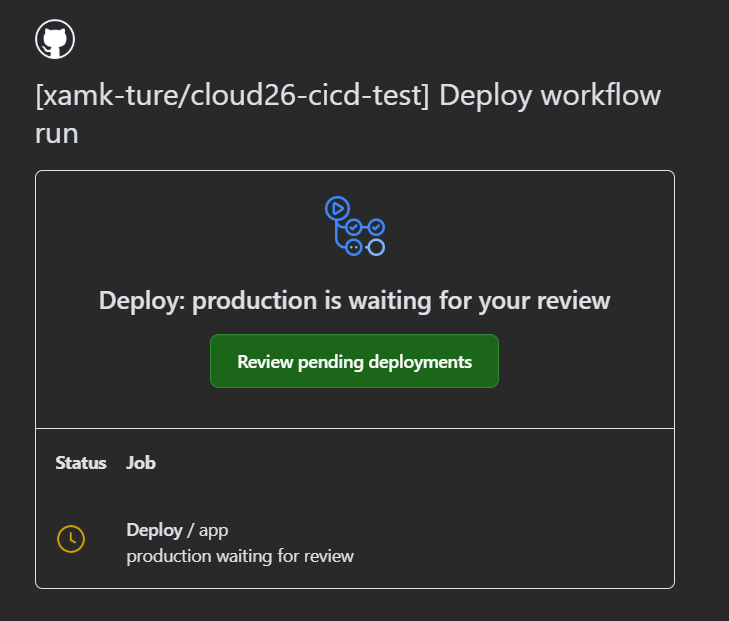 [xamk-ture/cloud26-cicd-test] Deploy workflow
run
Deploy: production is waiting for your review
Review pending deployments
Status Job
Deploy / app
production waiting for review